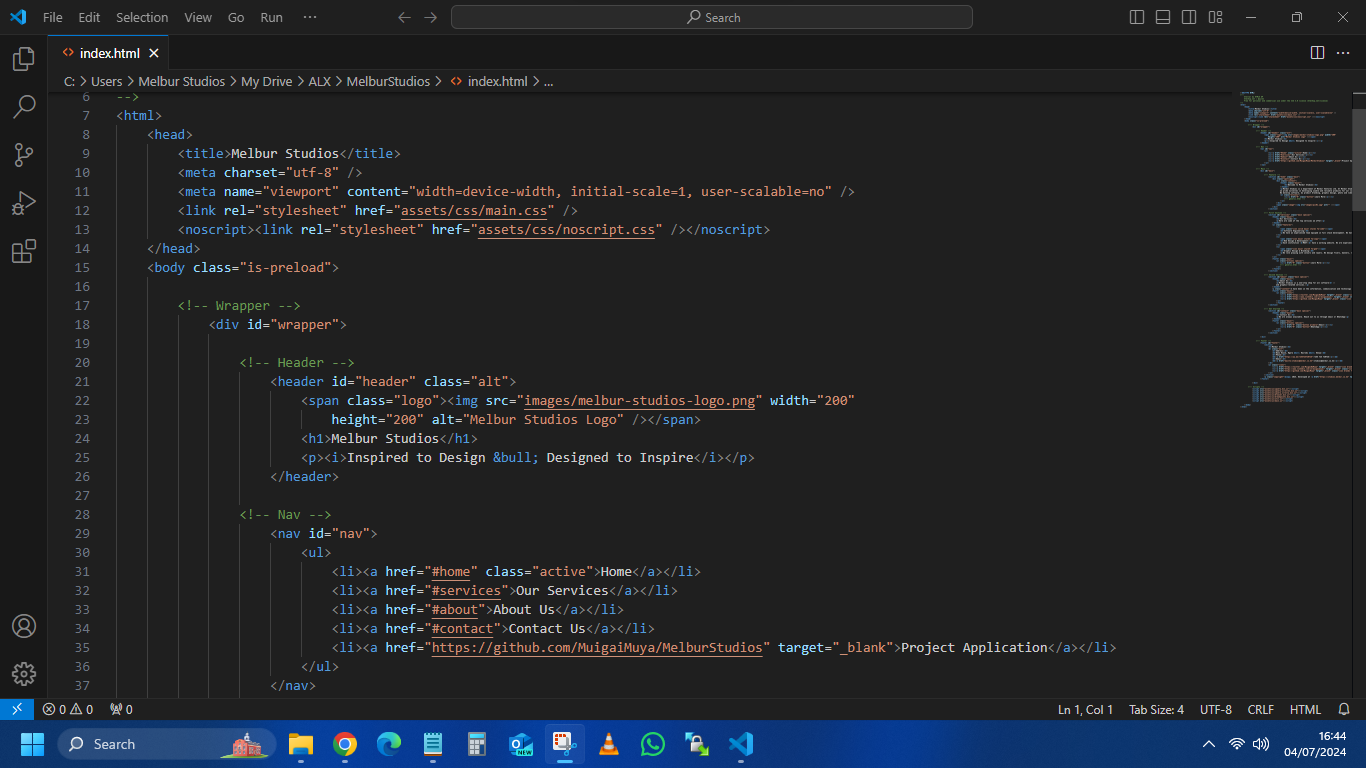 File Edit Selection View Go Run ··· Search
index.html
C: > Users > Melbur Studios > My Drive > ALX > MelburStudios > index.html > ...
6 -->
7 <html>
8 <head>
9 <title>Melbur Studios</title>
10 <meta charset="utf-8" />
11 <meta name="viewport" content="width=device-width, initial-scale=1, user-scalable=no" />
12 <link rel="stylesheet" href="assets/css/main.css" />
13 <noscript><link rel="stylesheet" href="assets/css/noscript.css" /></noscript>
14 </head>
15 <body class="is-preload">
16
17 <!-- Wrapper -->
18 <div id="wrapper">
19
20 <!-- Header -->
21 <header id="header" class="alt">
22 <span class="logo"><img src="images/melbur-studios-logo.png" width="200"
23 height="200" alt="Melbur Studios Logo" /></span>
24 <h1>Melbur Studios</h1>
25 <p><i>Inspired to Design &bull; Designed to Inspire</i></p>
26 </header>
27
28 <!-- Nav -->
29 <nav id="nav">
30 <ul>
31 <li><a href="#home" class="active">Home</a></li>
32 <li><a href="#services">Our Services</a></li>
33 <li><a href="#about">About Us</a></li>
34 <li><a href="#contact">Contact Us</a></li>
35 <li><a href="https://github.com/MuigaiMuya/MelburStudios" target="_blank">Project Application</a></li>
36 </ul>
37 </nav>
0 0 0 Ln 1, Col 1 Tab Size: 4 UTF-8 CRLF HTML
Search NEW 16:44
04/07/2024